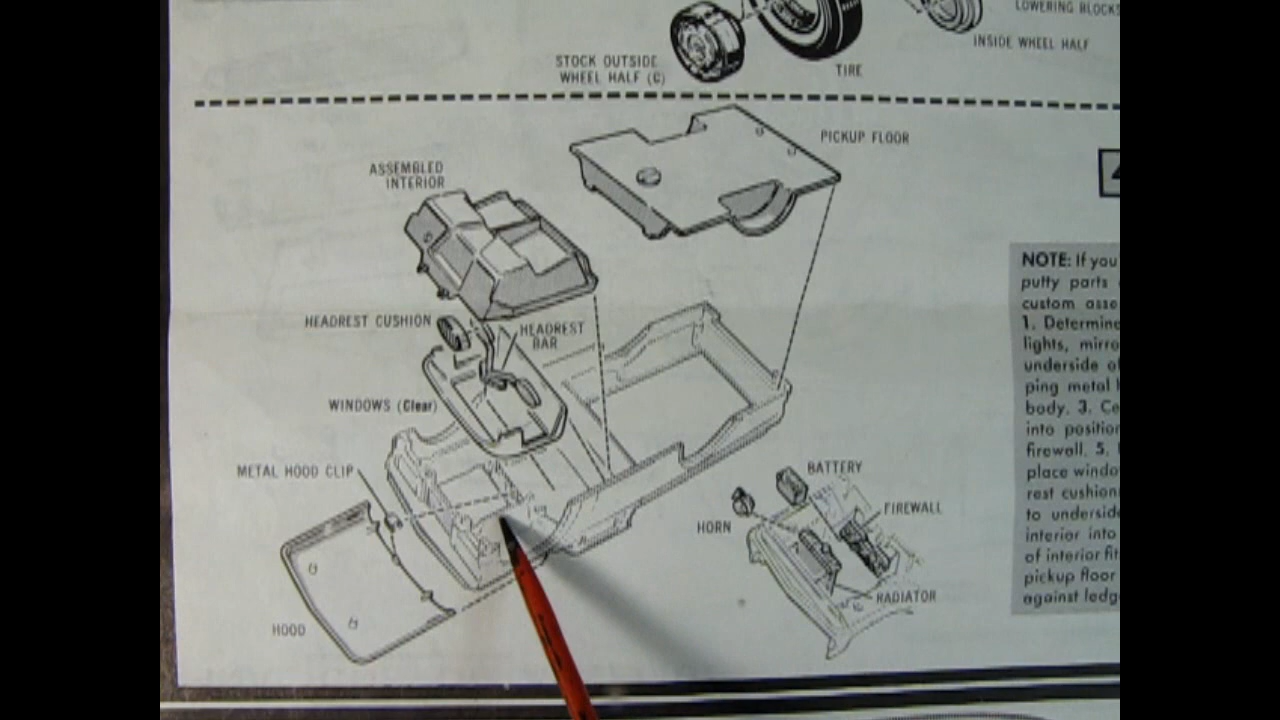 LOWERING BLOCKS
INSIDE WHEEL HALF
STOCK OUTSIDE
WHEEL HALF (C)
TIRE
PICKUP FLOOR
ASSEMBLED
INTERIOR
HEADREST CUSHION
HEADREST
BAR
WINDOWS (Clear)
METAL HOOD CLIP
HOOD
BATTERY
HORN
FIREWALL
RADIATOR
NOTE: If you
putty parts
custom asse
1. Determine
lights, mirro
underside of
ping metal
body. 3. Ce
into position
firewall. 5.
place windo
rest cushion
to underside
interior into
of interior fit
pickup floor
against ledg